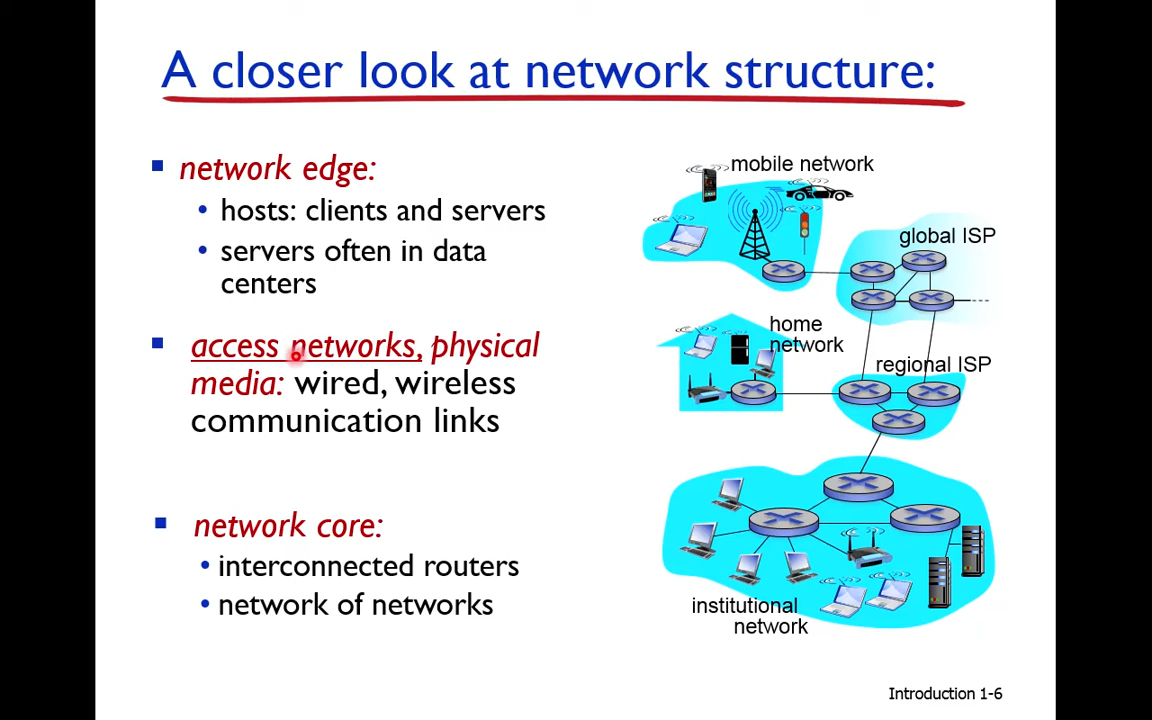 A closer look at network structure:
network edge:
hosts: clients and servers
servers often in data
centers
access networks, physical
media: wired, wireless
communication links
network core:
interconnected routers
network of networks
mobile network
global ISP
home
network
regional ISP
institutional
network
Introduction 1-6